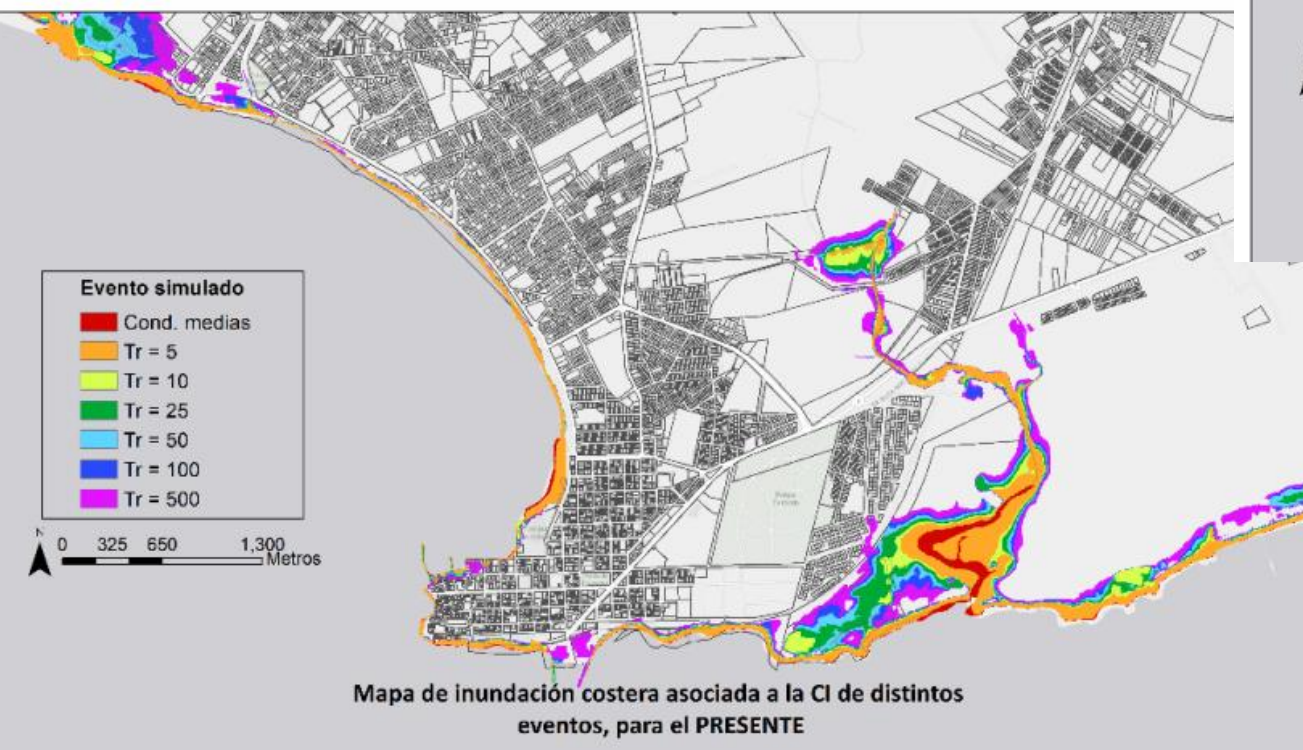 Evento simulado
Cond. medias
Tr = 5
Tr = 10
Tr = 25
Tr = 50
Tr = 100
Tr = 500
N
0 325 650 1,300
Metros
Mapa de inundación costera asociada a la CI de distintos
eventos, para el PRESENTE